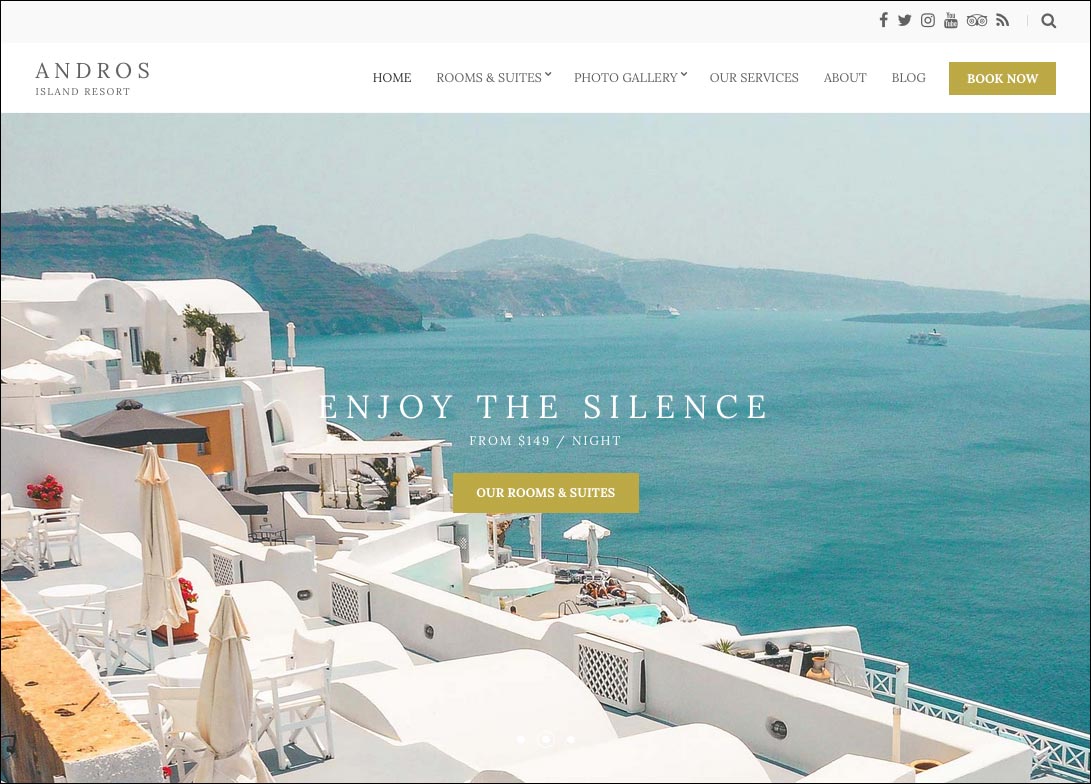 ANDROS
ISLAND RESORT
HOME ROOMS & SUITES PHOTO GALLERY OUR SERVICES ABOUT BLOG BOOK NOW
ENJOY THE SILENCE
FROM $149 / NIGHT
OUR ROOMS & SUITES